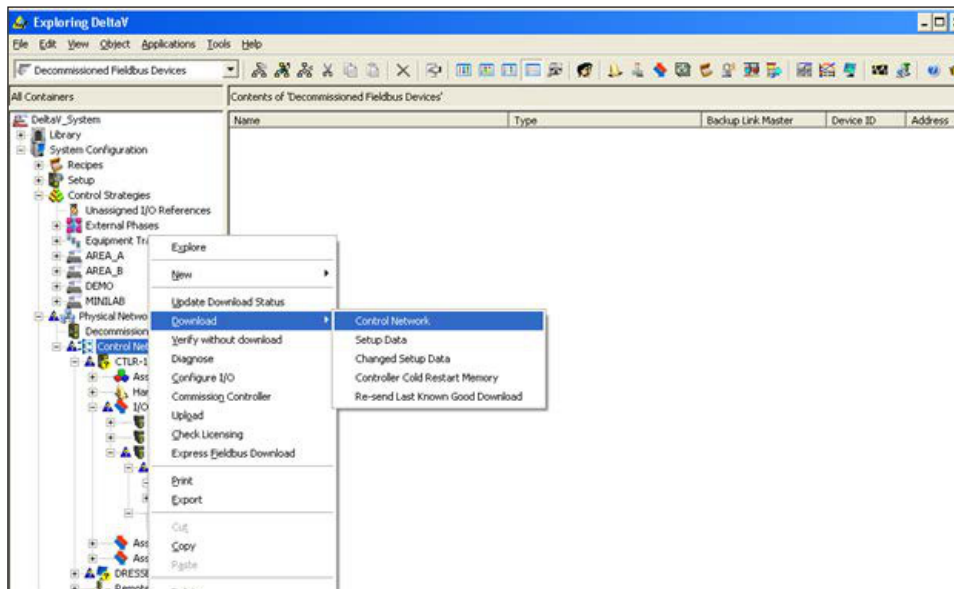 Exploring DeltaV
File Edit View Object Applications Tools Help
Decommissioned Fieldbus Devices
All Containers
Contents of 'Decommissioned Fieldbus Devices'
DeltaV_System
Name Type Backup Link Master Device ID Address
Library
System Configuration
Recipes
Setup
Control Strategies
Unassigned I/O References
External Phases
Equipment Tra
AREA_A
AREA_B
DEMO
MINILAB
Physical Netwo
Decommission
Control Net
CTLR-1
Ass
Har
I/O
Ass
Ass
DRESSE
Remote
Explore
New
Update Download Status
Download
Verify without download
Diagnose
Configure I/O
Commission Controller
Upload
Check Licensing
Express Fieldbus Download
Print
Export
Cut
Copy
Paste
Control Network
Setup Data
Changed Setup Data
Controller Cold Restart Memory
Re-send Last Known Good Download